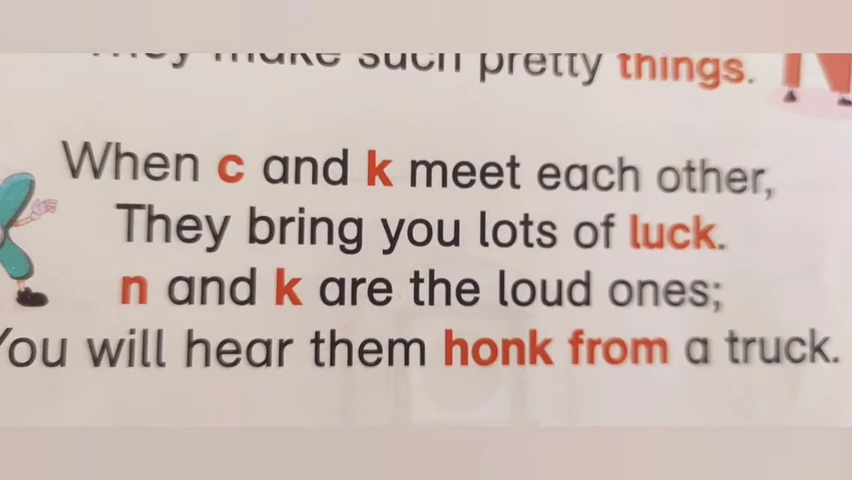 They make such pretty things.
When c and k meet each other,
They bring you lots of luck.
n and k are the loud ones;
You will hear them honk from a truck.